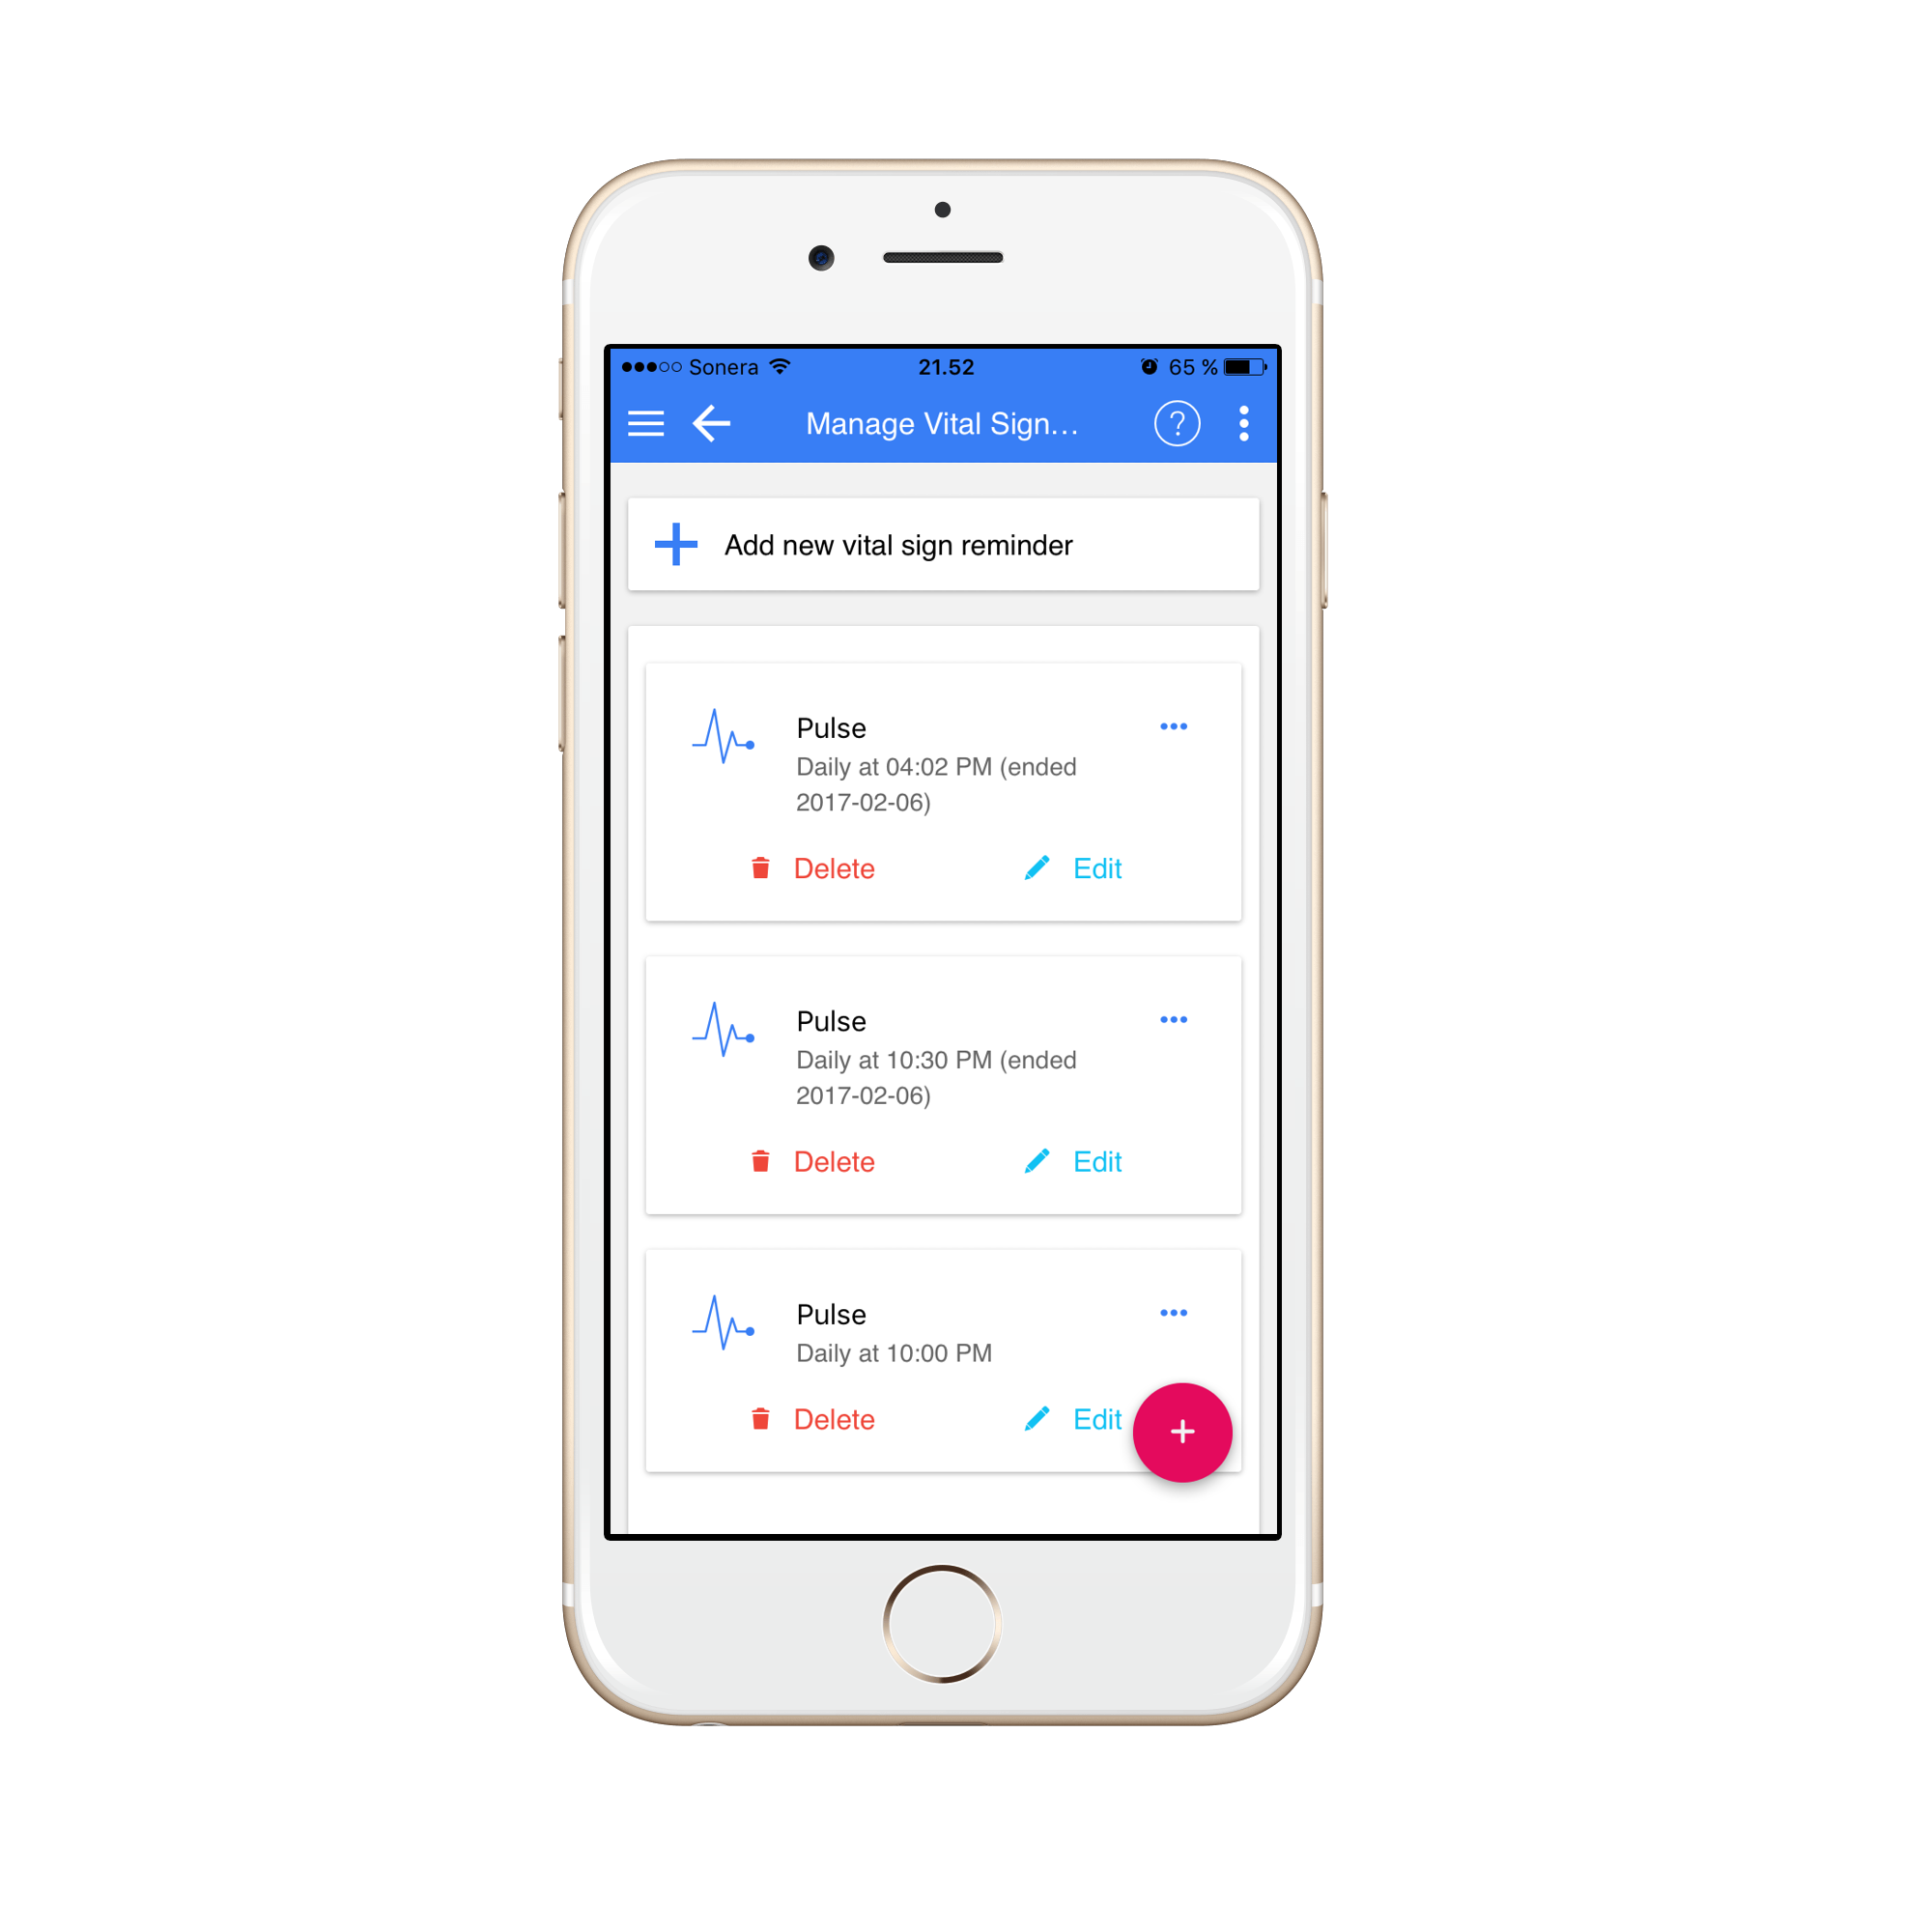 Sonera 21.52 65 %
Manage Vital Sign...
Add new vital sign reminder
Pulse
Daily at 04:02 PM (ended
2017-02-06)
Delete Edit
Pulse
Daily at 10:30 PM (ended
2017-02-06)
Delete Edit
Pulse
Daily at 10:00 PM
Delete Edit